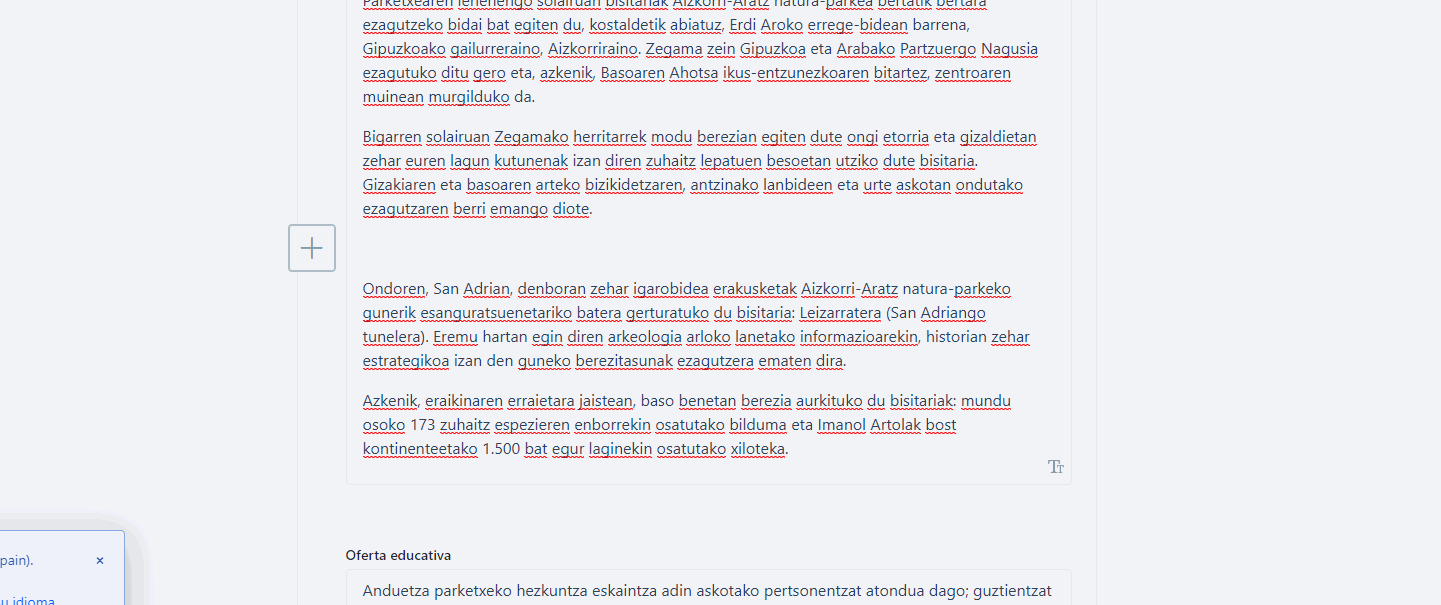 Parketxearen lehenengo solairuan bisitariak Aizkorri-Aratz natura-parkea bertatik bertara
ezagutzeko bidai bat egiten du, kostaldetik abiatuz, Erdi Aroko errege-bidean barrena,
Gipuzkoako gailurreraino, Aizkorriraino. Zegama zein Gipuzkoa eta Arabako Partzuergo Nagusia
ezagutuko ditu gero eta, azkenik, Basoaren Ahotsa ikus-entzunezkoaren bitartez, zentroaren
muinean murgilduko da.
Bigarren solairuan Zegamako herritarrek modu berezian egiten dute ongi etorria eta gizaldietan
zehar euren lagun kutunenak izan diren zuhaitz lepatuen besoetan utziko dute bisitaria.
Gizakiaren eta basoaren arteko bizikidetzaren, antzinako lanbideen eta urte askotan ondutako
ezagutzaren berri emango diote.
Ondoren, San Adrian, denboran zehar igarobidea erakusketak Aizkorri-Aratz natura-parkeko
gunerik esanguratsuenetariko batera gerturatuko du bisitaria: Leizarratera (San Adriango
tunelera). Eremu hartan egin diren arkeologia arloko lanetako informazioarekin, historian zehar
estrategikoa izan den guneko berezitasunak ezagutzera ematen dira.
Azkenik, eraikinaren erraietara jaistean, baso benetan berezia aurkituko du bisitariak: mundu
osoko 173 zuhaitz espezieren enborrekin osatutako bilduma eta Imanol Artolak bost
kontinenteetako 1.500 bat egur laginekin osatutako xiloteka.
Tт
pain).
×
u idioma
Oferta educativa
Anduetza parketxeko hezkuntza eskaintza adin askotako pertsonentzat atondua dago; guztientzat